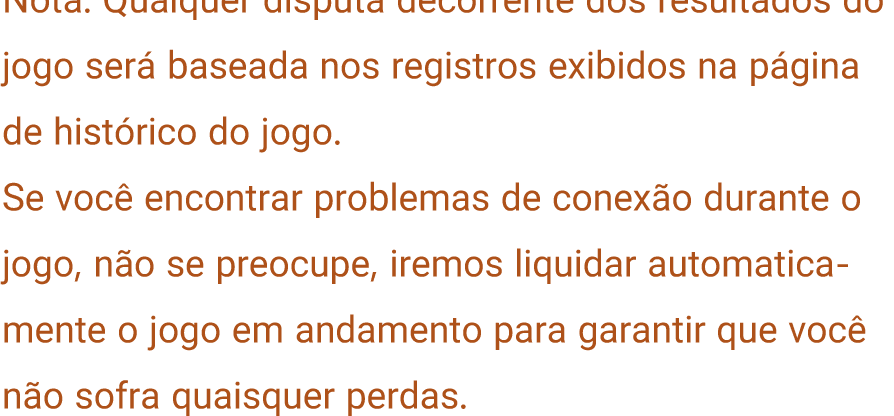 Nota: Qualquer disputa decorrente dos resultados do
jogo será baseada nos registros exibidos na página
de histórico do jogo.
Se você encontrar problemas de conexão durante o
jogo, não se preocupe, iremos liquidar automatica-
mente o jogo em andamento para garantir que você
não sofra quaisquer perdas.